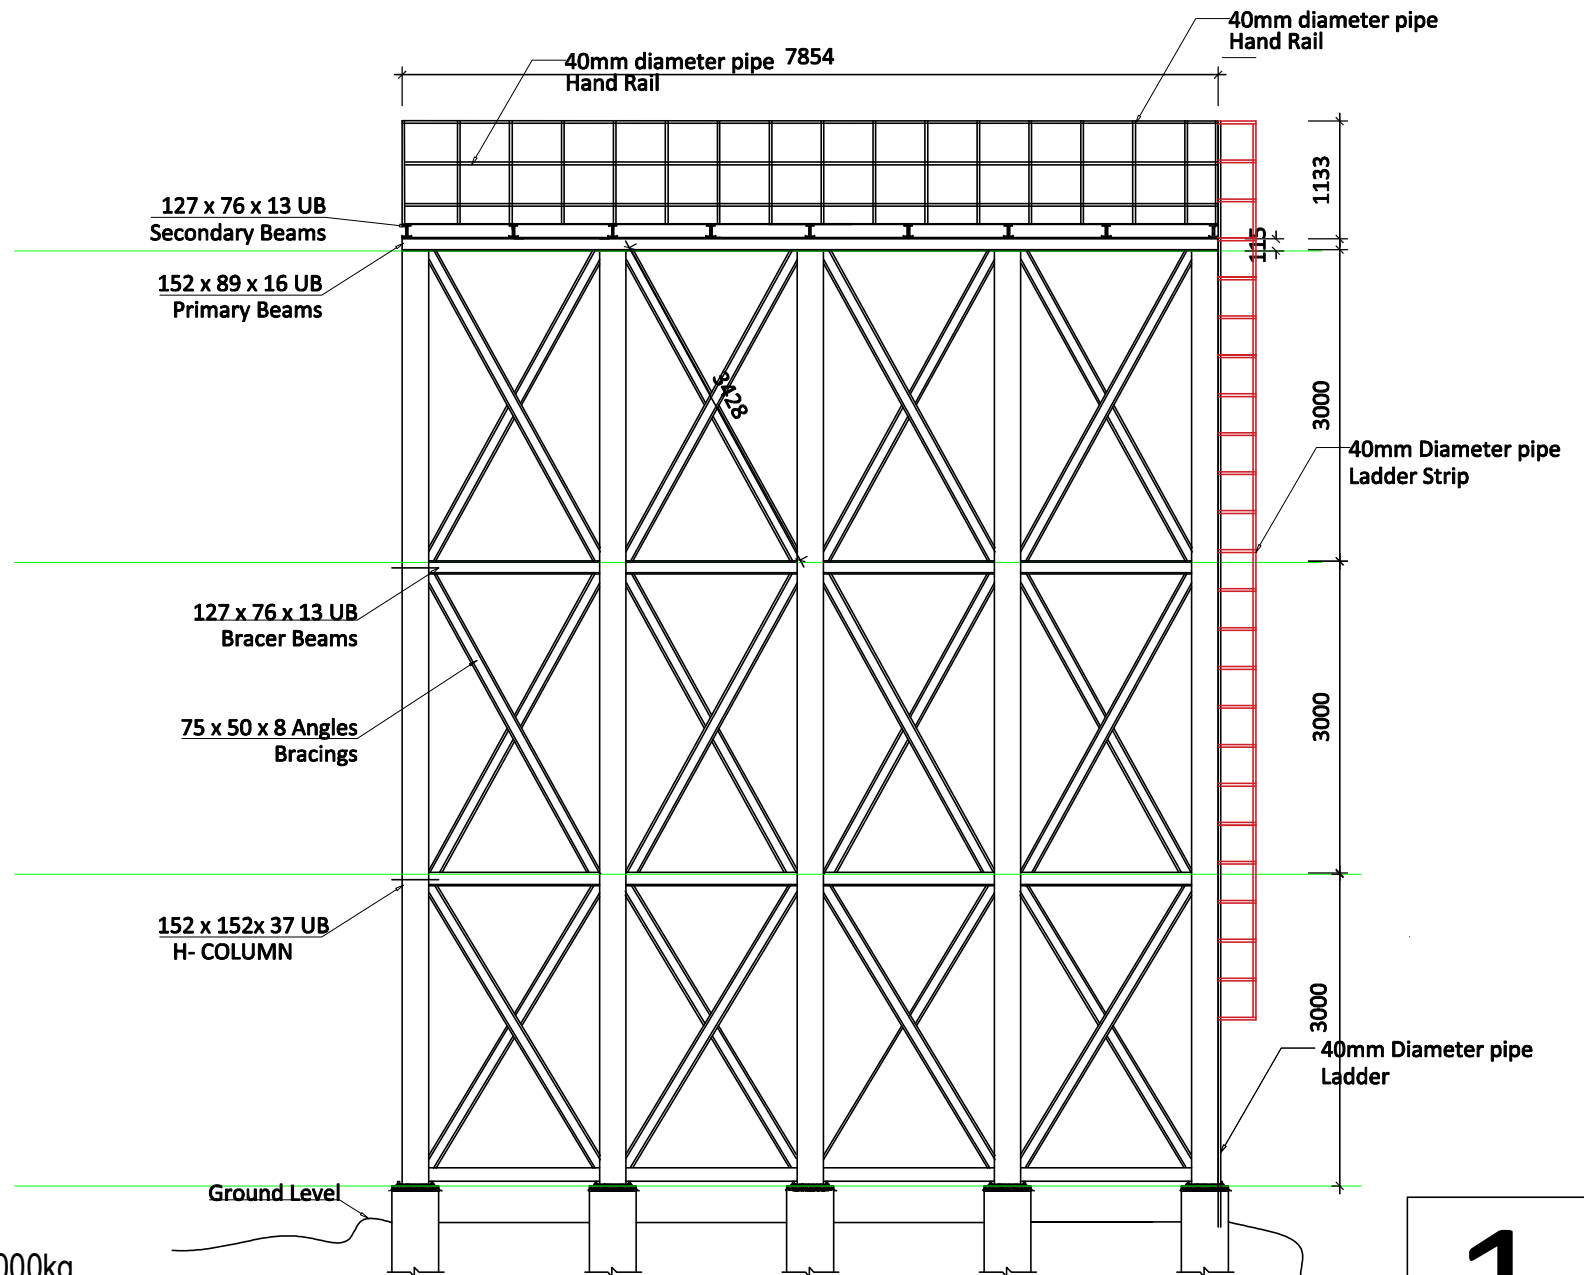 40mm diameter pipe
Hand Rail
40mm diameter pipe
Hand Rail
7854
1133
127 x 76 x 13 UB
Secondary Beams
115
152 x 89 x 16 UB
Primary Beams
3428
3000
40mm Diameter pipe
Ladder Strip
127 x 76 x 13 UB
Bracer Beams
3000
75 x 50 x 8 Angles
Bracings
152 x 152x 37 UB
H- COLUMN
3000
40mm Diameter pipe
Ladder
Ground Level
000kg
1